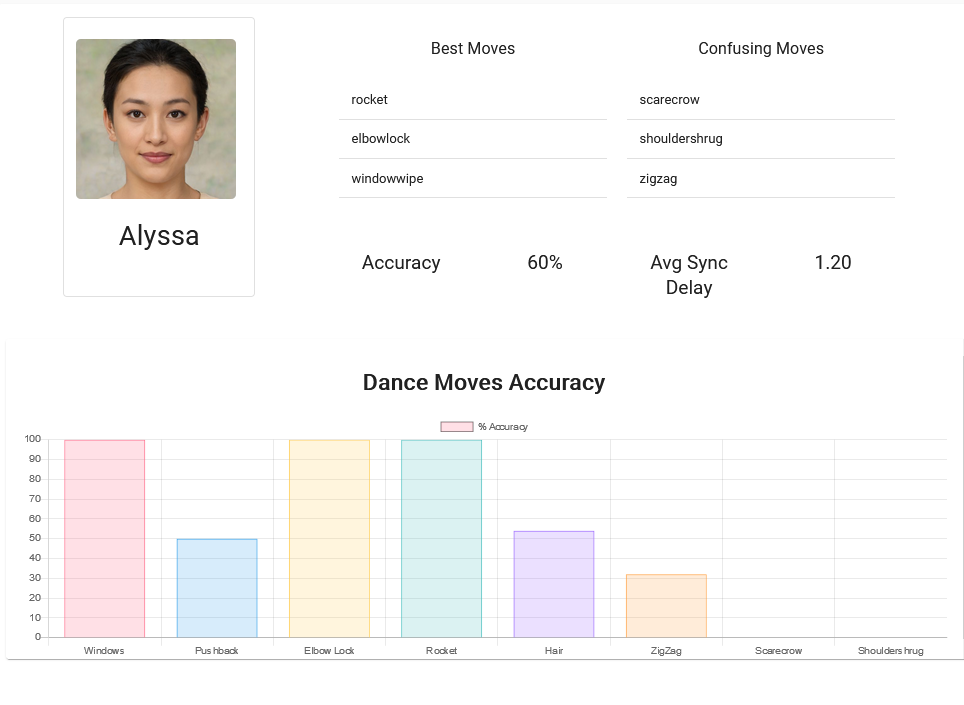 Alyssa
Best Moves
rocket
elbowlock
windowwipe
Confusing Moves
scarecrow
shouldershrug
zigzag
Accuracy 60%
Avg Sync Delay 1.20
Dance Moves Accuracy
% Accuracy
100
90
80
70
60
50
40
30
20
10
0
Windows Pushback Elbow Lock Rocket Hair ZigZag Scarecrow Shouldershrug